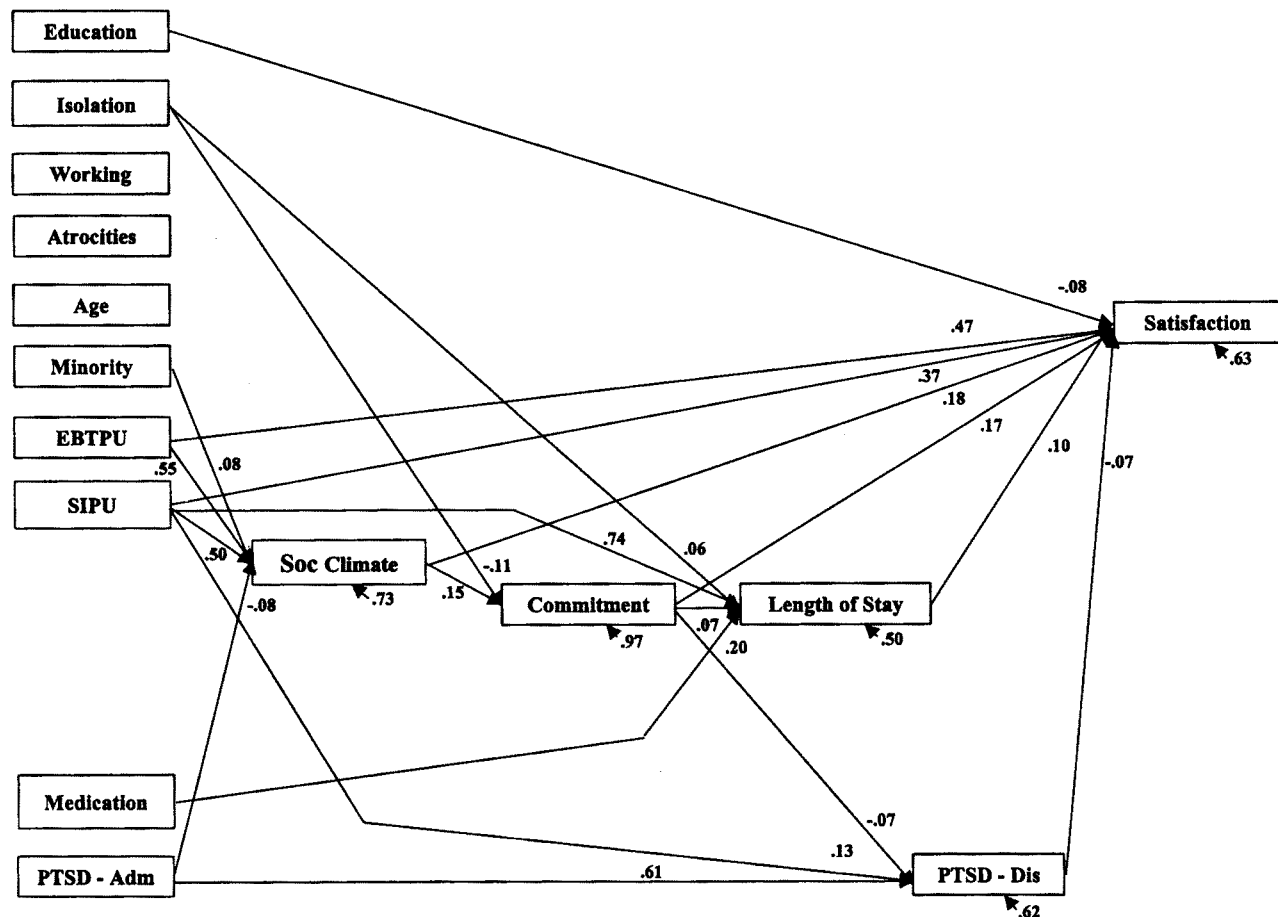 Education
Isolation
Working
Atrocities
Age
-.08
Satisfaction
.47
.63
Minority
.37
.18
EBTPU
.17
.55
.08
.10
-.07
SIPU
.50
.74
.06
Soc Climate
-.11
-.08
.73
.15
Commitment
.07
Length of Stay
.97
.20
.50
Medication
-.07
.13
PTSD - Adm
.61
PTSD - Dis
.62